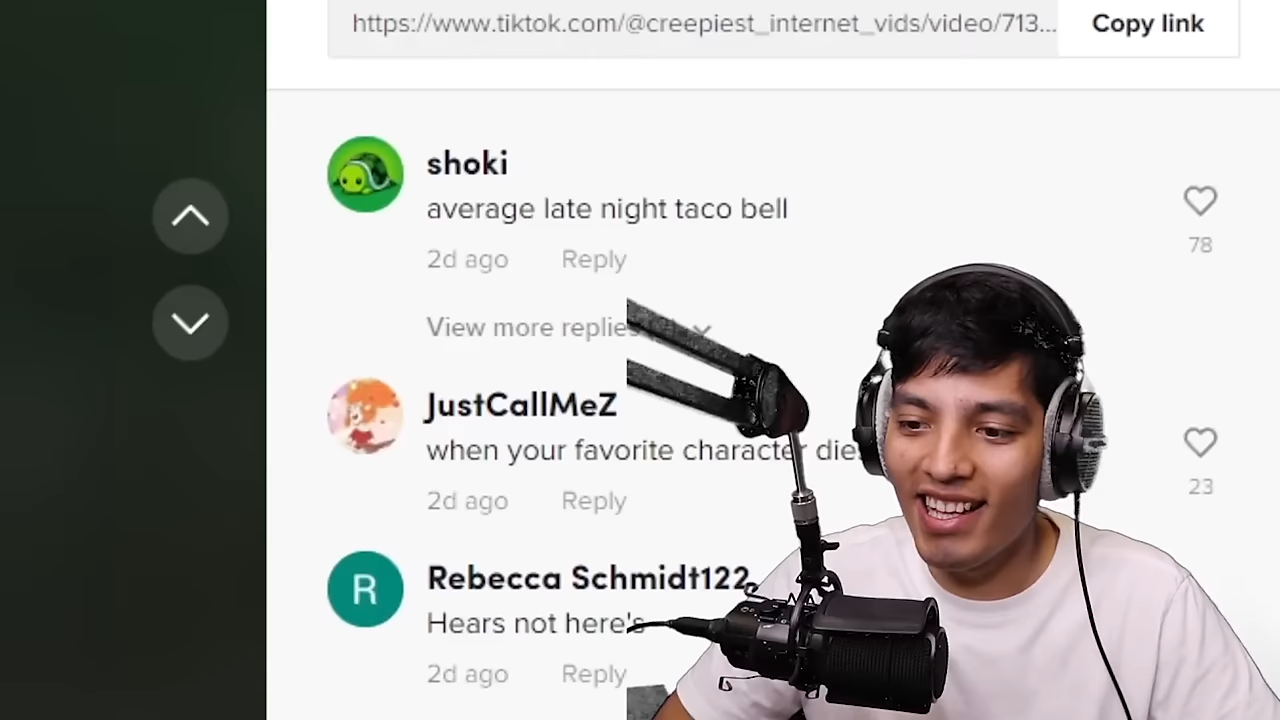 https://www.tiktok.com/@creepiest_internet_vids/video/713... Copy link
shoki
average late night taco bell
78
2d ago Reply
View more replies
JustCallMeZ
when your favorite character dies
23
2d ago Reply
R
Rebecca Schmidt122
Hears not here's
2d ago Reply